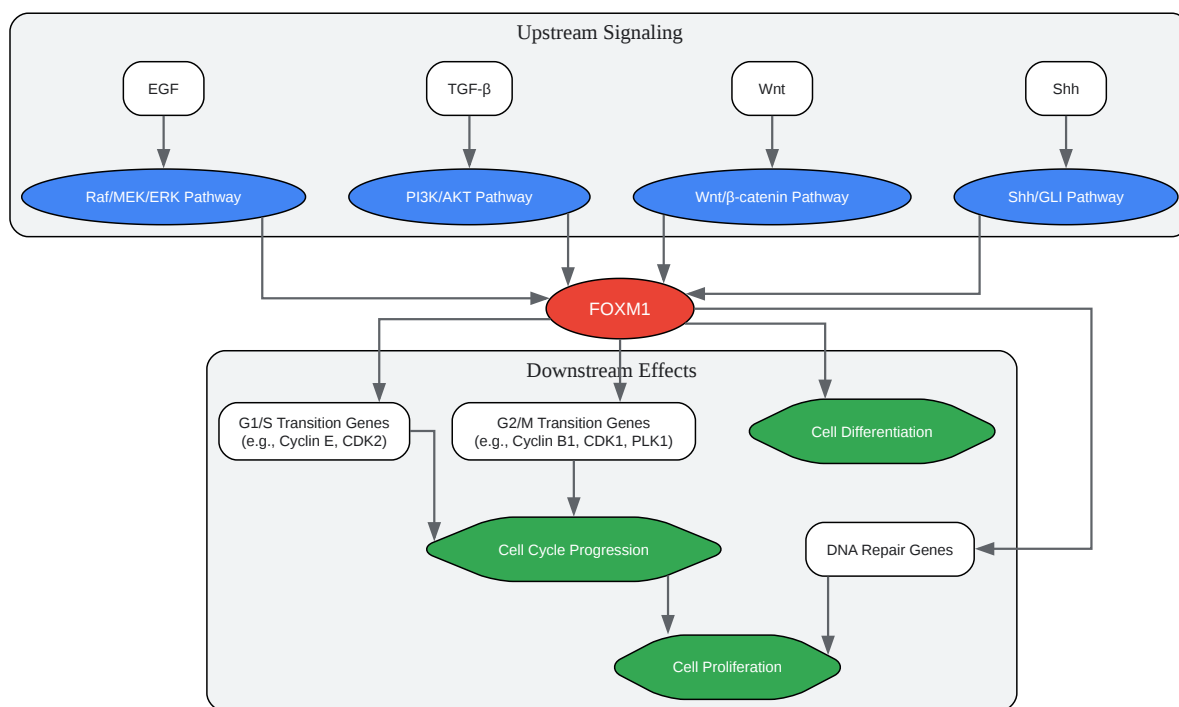 Upstream Signaling
EGF
TGF-β
Wnt
Shh
Raf/MEK/ERK Pathway
PI3K/AKT Pathway
Wnt/β-catenin Pathway
Shh/GLI Pathway
FOXM1
Downstream Effects
G1/S Transition Genes
(e.g., Cyclin E, CDK2)
G2/M Transition Genes
(e.g., Cyclin B1, CDK1, PLK1)
Cell Differentiation
Cell Cycle Progression
DNA Repair Genes
Cell Proliferation